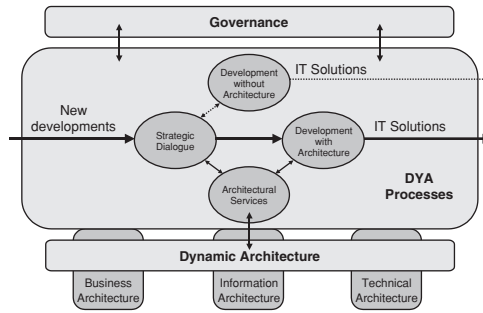 Governance
Development
without
Architecture
IT Solutions
New
developments
Strategic
Dialogue
Development
with
Architecture
IT Solutions
Architectural
Services
DYA
Processes
Dynamic Architecture
Business
Architecture
Information
Architecture
Technical
Architecture